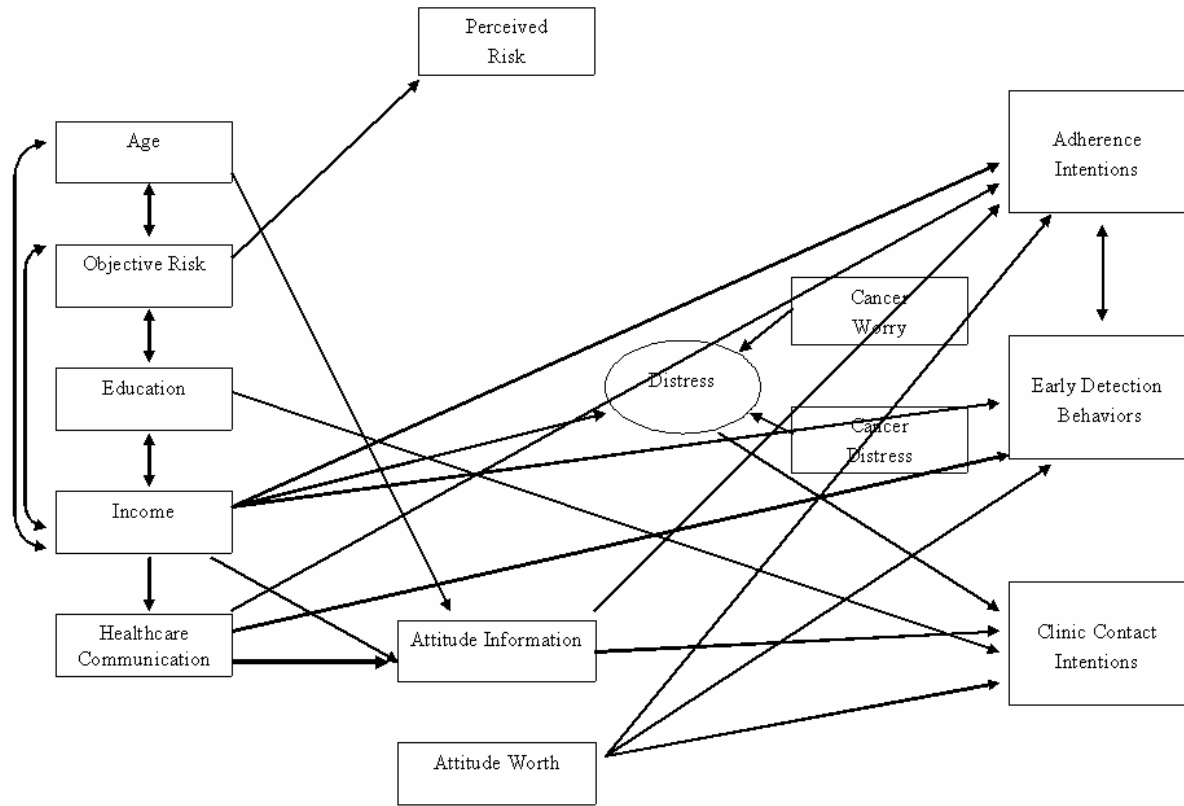 Perceived
Risk
Age
Adherence
Intentions
Objective Risk
Cancer
Worry
Education
Distress
Early Detection
Behaviors
Cancer
Distress
Income
Healthcare
Communication
Attitude Information
Clinic Contact
Intentions
Attitude Worth